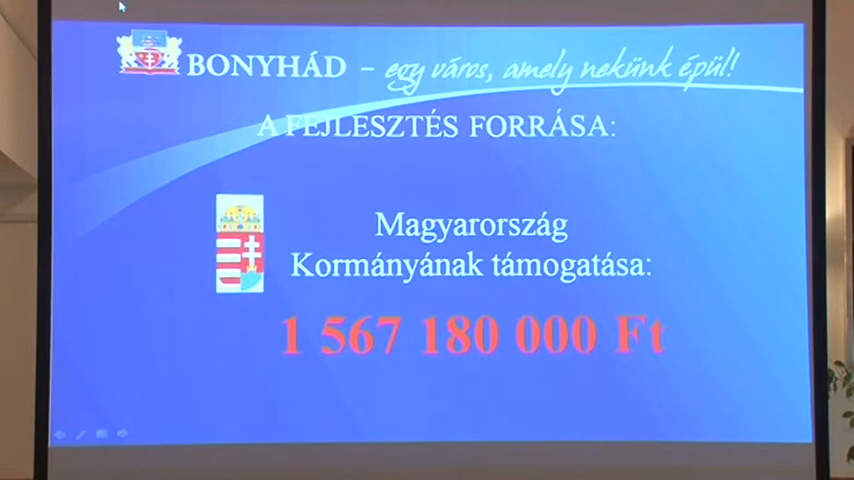 BONYHÁD – egy város, amely nekünk épül!
A FEJLESZTÉS FORRÁSA:
Magyarország
Kormányának támogatása:
1 567 180 000 Ft